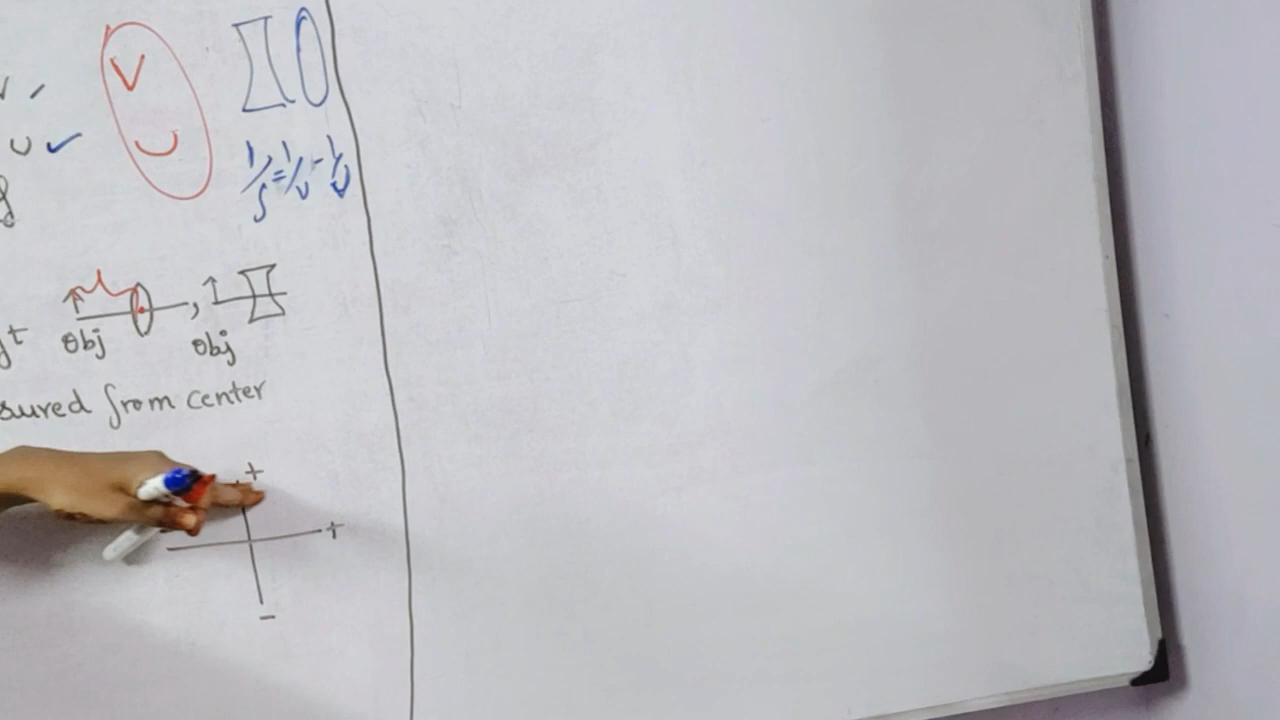 V
U
1/f = 1/v - 1/u
f
Obj , Obj
sured from center
+
+
-